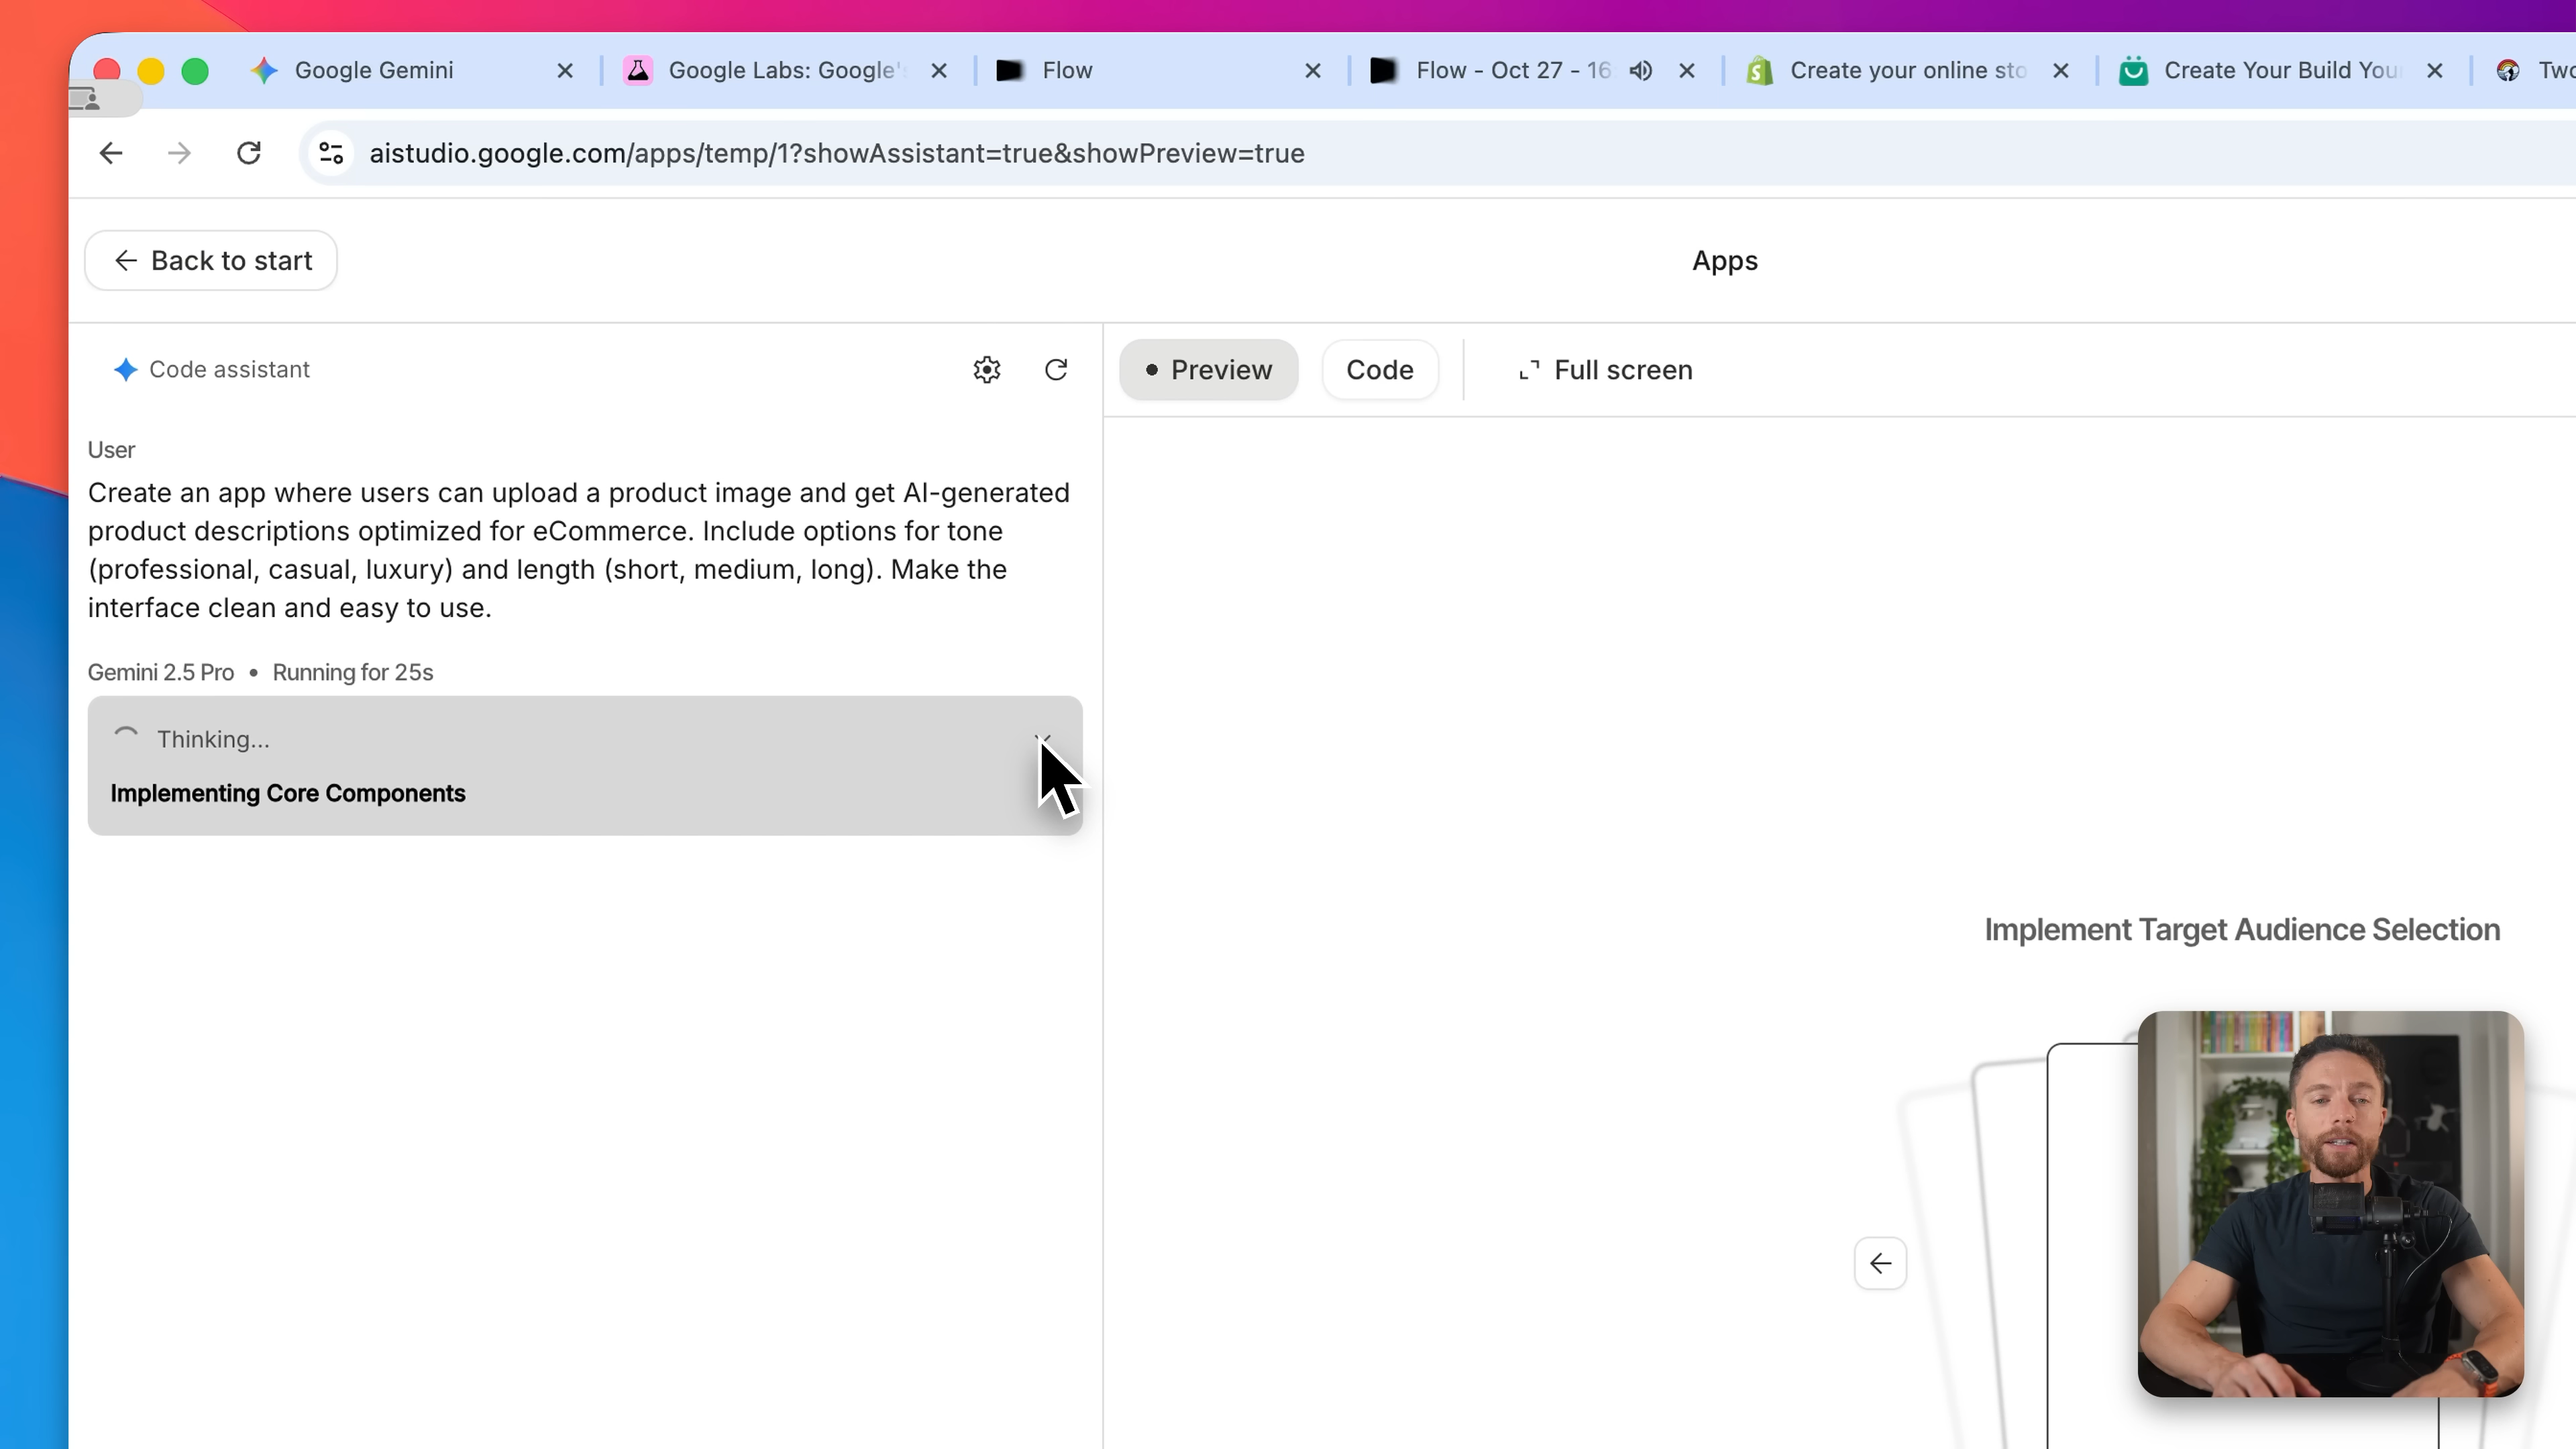 Google Gemini
Google Labs: Google's
Flow
Flow - Oct 27 - 16
Create your online sto
Create Your Build You
Two
aistudio.google.com/apps/temp/1?showAssistant=true&showPreview=true
Back to start
Apps
Code assistant
Preview
Code
Full screen
User
Create an app where users can upload a product image and get AI-generated
product descriptions optimized for eCommerce. Include options for tone
(professional, casual, luxury) and length (short, medium, long). Make the
interface clean and easy to use.
Gemini 2.5 Pro • Running for 25s
Thinking...
Implementing Core Components
Implement Target Audience Selection